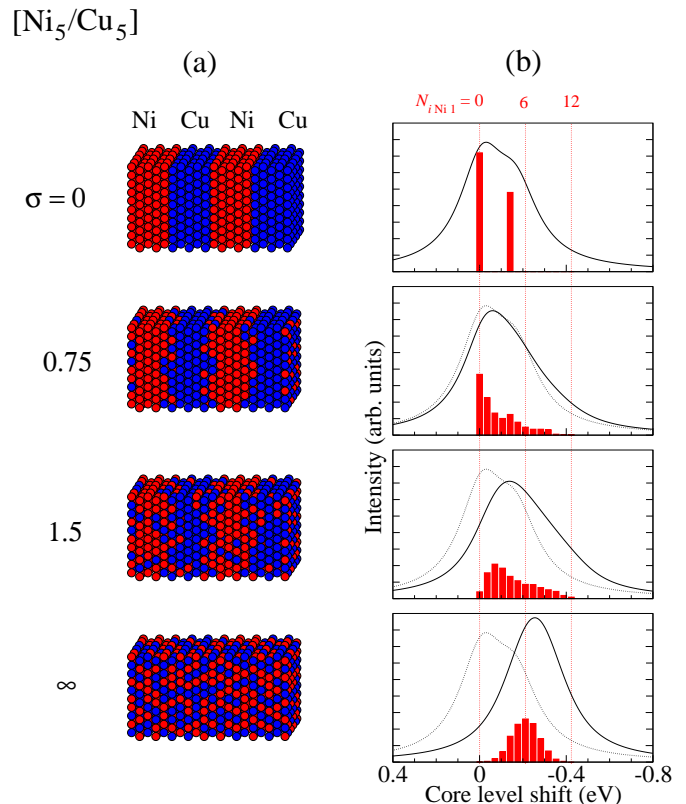 [Ni5/Cu5]
(a)
(b)
N i Ni 1 = 0 6 12
Ni Cu Ni Cu
σ = 0
0.75
1.5
∞
Intensity (arb. units)
0.4 0 -0.4 -0.8
Core level shift (eV)